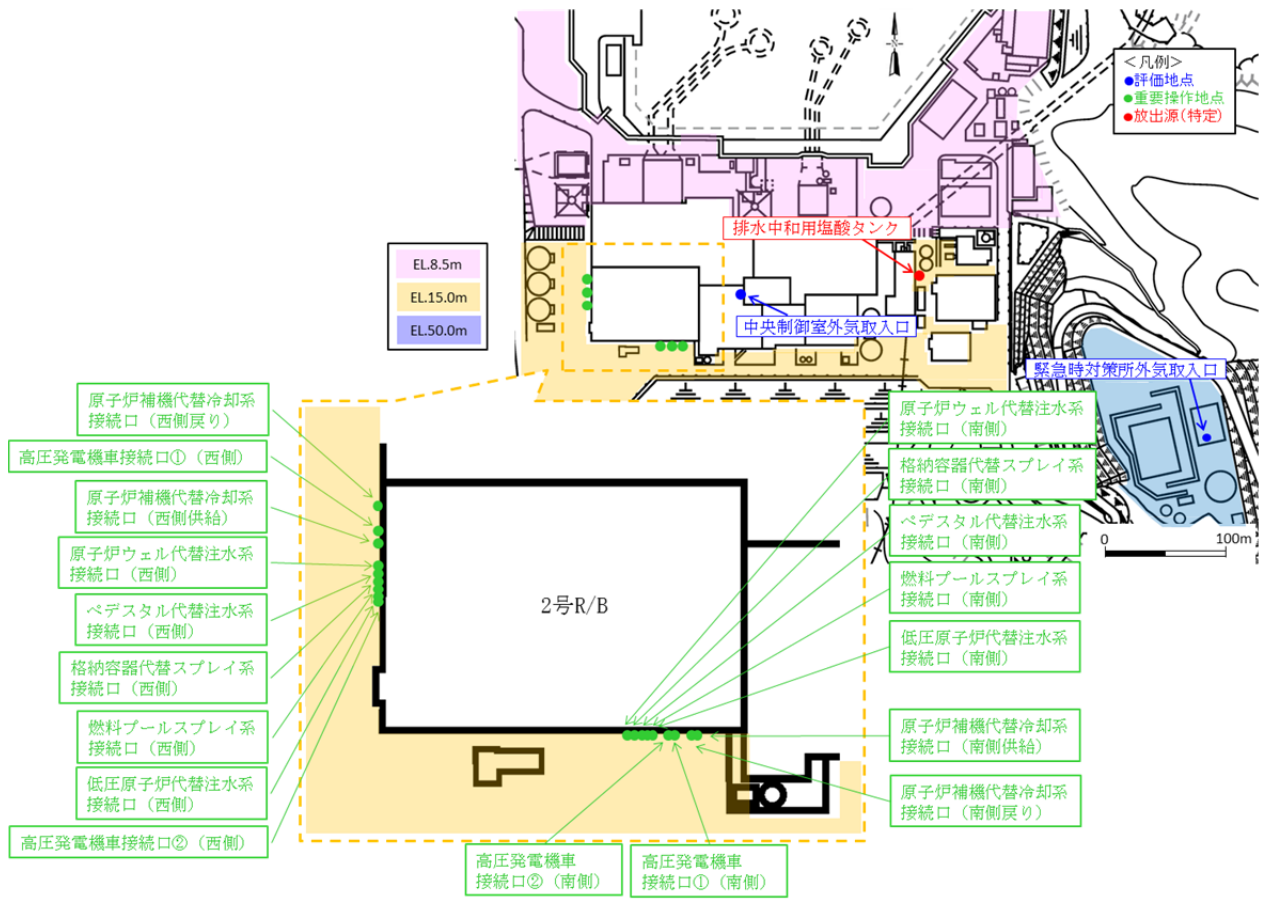 ＜凡例＞
●評価地点
●重要操作地点
●放出源(特定)
排水中和用塩酸タンク
EL.8.5m
EL.15.0m
EL.50.0m
中央制御室外気取入口
緊急時対策所外気取入口
0 100m
原子炉補機代替冷却系
接続口（西側戻り）
高圧発電機車接続口①（西側）
原子炉補機代替冷却系
接続口（西側供給）
原子炉ウェル代替注水系
接続口（西側）
ペデスタル代替注水系
接続口（西側）
格納容器代替スプレイ系
接続口（西側）
燃料プールスプレイ系
接続口（西側）
低圧原子炉代替注水系
接続口（西側）
高圧発電機車接続口②（西側）
2号R/B
原子炉ウェル代替注水系
接続口（南側）
格納容器代替スプレイ系
接続口（南側）
ペデスタル代替注水系
接続口（南側）
燃料プールスプレイ系
接続口（南側）
低圧原子炉代替注水系
接続口（南側）
原子炉補機代替冷却系
接続口（南側供給）
原子炉補機代替冷却系
接続口（南側戻り）
高圧発電機車
接続口②（南側）
高圧発電機車
接続口①（南側）